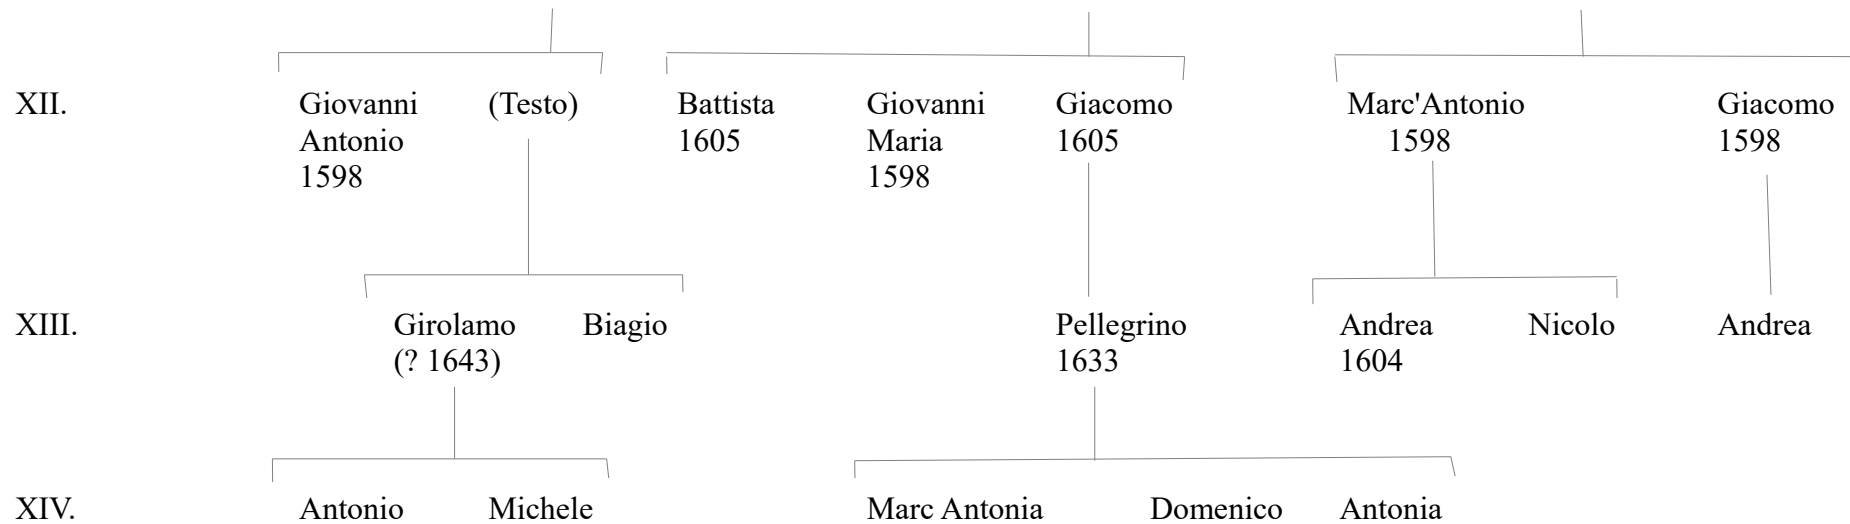 XII. Giovanni (Testo) Battista Giovanni Giacomo Marc'Antonio Giacomo
Antonio 1605 Maria 1605 1598 1598
1598 1598
XIII. Girolamo Biagio Pellegrino Andrea Nicolo Andrea
(? 1643) 1633 1604
XIV. Antonio Michele Marc Antonia Domenico Antonia